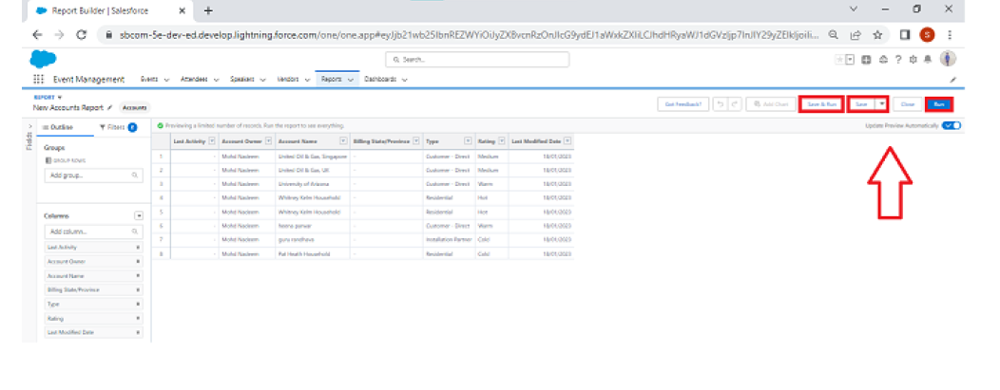 Report Builder | Salesforce
sbcom-5e-dev-ed.develop.lightning.force.com/one/one.app#
Search...
Event Management Events Attendees Speakers Vendors Reports Dashboards
REPORT
New Accounts Report Accounts
Got Feedback? Add Chart Save & Run Save Close Run
Fields
Outline Filters
Previewing a limited number of records. Run the report to see everything.
Update Preview Automatically
Groups
GROUP ROWS
Add group...
Columns
Add column...
Last Activity
Account Owner
Account Name
Billing State/Province
Type
Rating
Last Modified Date
Last Activity Account Owner Account Name Billing State/Province Type Rating Last Modified Date
1 - Mohd Nadeem United Oil & Gas, Singapore - Customer - Direct Medium 18/01/2023
2 - Mohd Nadeem United Oil & Gas, UK - Customer - Direct Medium 18/01/2023
3 - Mohd Nadeem University of Arizona - Customer - Direct Warm 18/01/2023
4 - Mohd Nadeem Whitney Kehn Household - Residential Hot 18/01/2023
5 - Mohd Nadeem Whitney Kehn Household - Residential Hot 18/01/2023
6 - Mohd Nadeem panwar - Customer - Direct Warm 18/01/2023
7 - Mohd Nadeem guru randhava - Installation Partner Cold 18/01/2023
8 - Mohd Nadeem Pat Heath Household - Residential Cold 18/01/2023